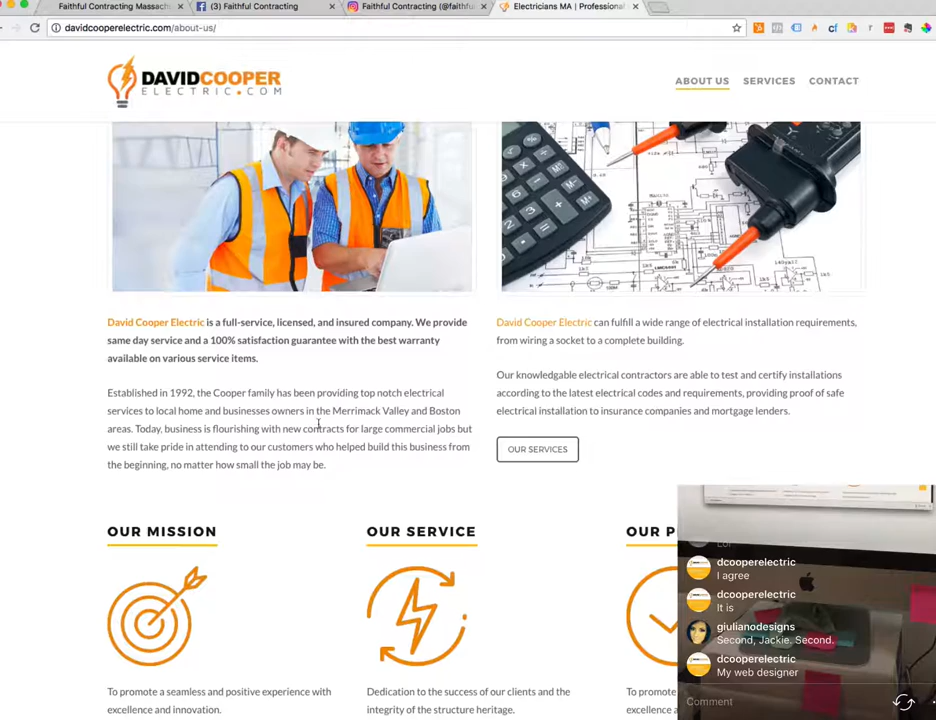 Faithful Contracting Massach
(3) Faithful Contracting
Faithful Contracting (@faithfu
Electricians MA | Professional
davidcooperelectric.com/about-us/
DAVIDCOOPER
ELECTRIC.COM
ABOUT US
SERVICES
CONTACT
David Cooper Electric is a full-service, licensed, and insured company. We provide
same day service and a 100% satisfaction guarantee with the best warranty
available on various service items.
Established in 1992, the Cooper family has been providing top notch electrical
services to local home and businesses owners in the Merrimack Valley and Boston
areas. Today, business is flourishing with new contracts for large commercial jobs but
we still take pride in attending to our customers who helped build this business from
the beginning, no matter how small the job may be.
David Cooper Electric can fulfill a wide range of electrical installation requirements,
from wiring a socket to a complete building.
Our knowledgable electrical contractors are able to test and certify installations
according to the latest electrical codes and requirements, providing proof of safe
electrical installation to insurance companies and mortgage lenders.
OUR SERVICES
OUR MISSION
OUR SERVICE
OUR P
To promote a seamless and positive experience with
excellence and innovation.
Dedication to the success of our clients and the
integrity of the structure heritage.
To promote
excellence a
Lol
dcooperelectric
I agree
dcooperelectric
It is
giulianodesigns
Second, Jackie. Second.
dcooperelectric
My web designer
Comment